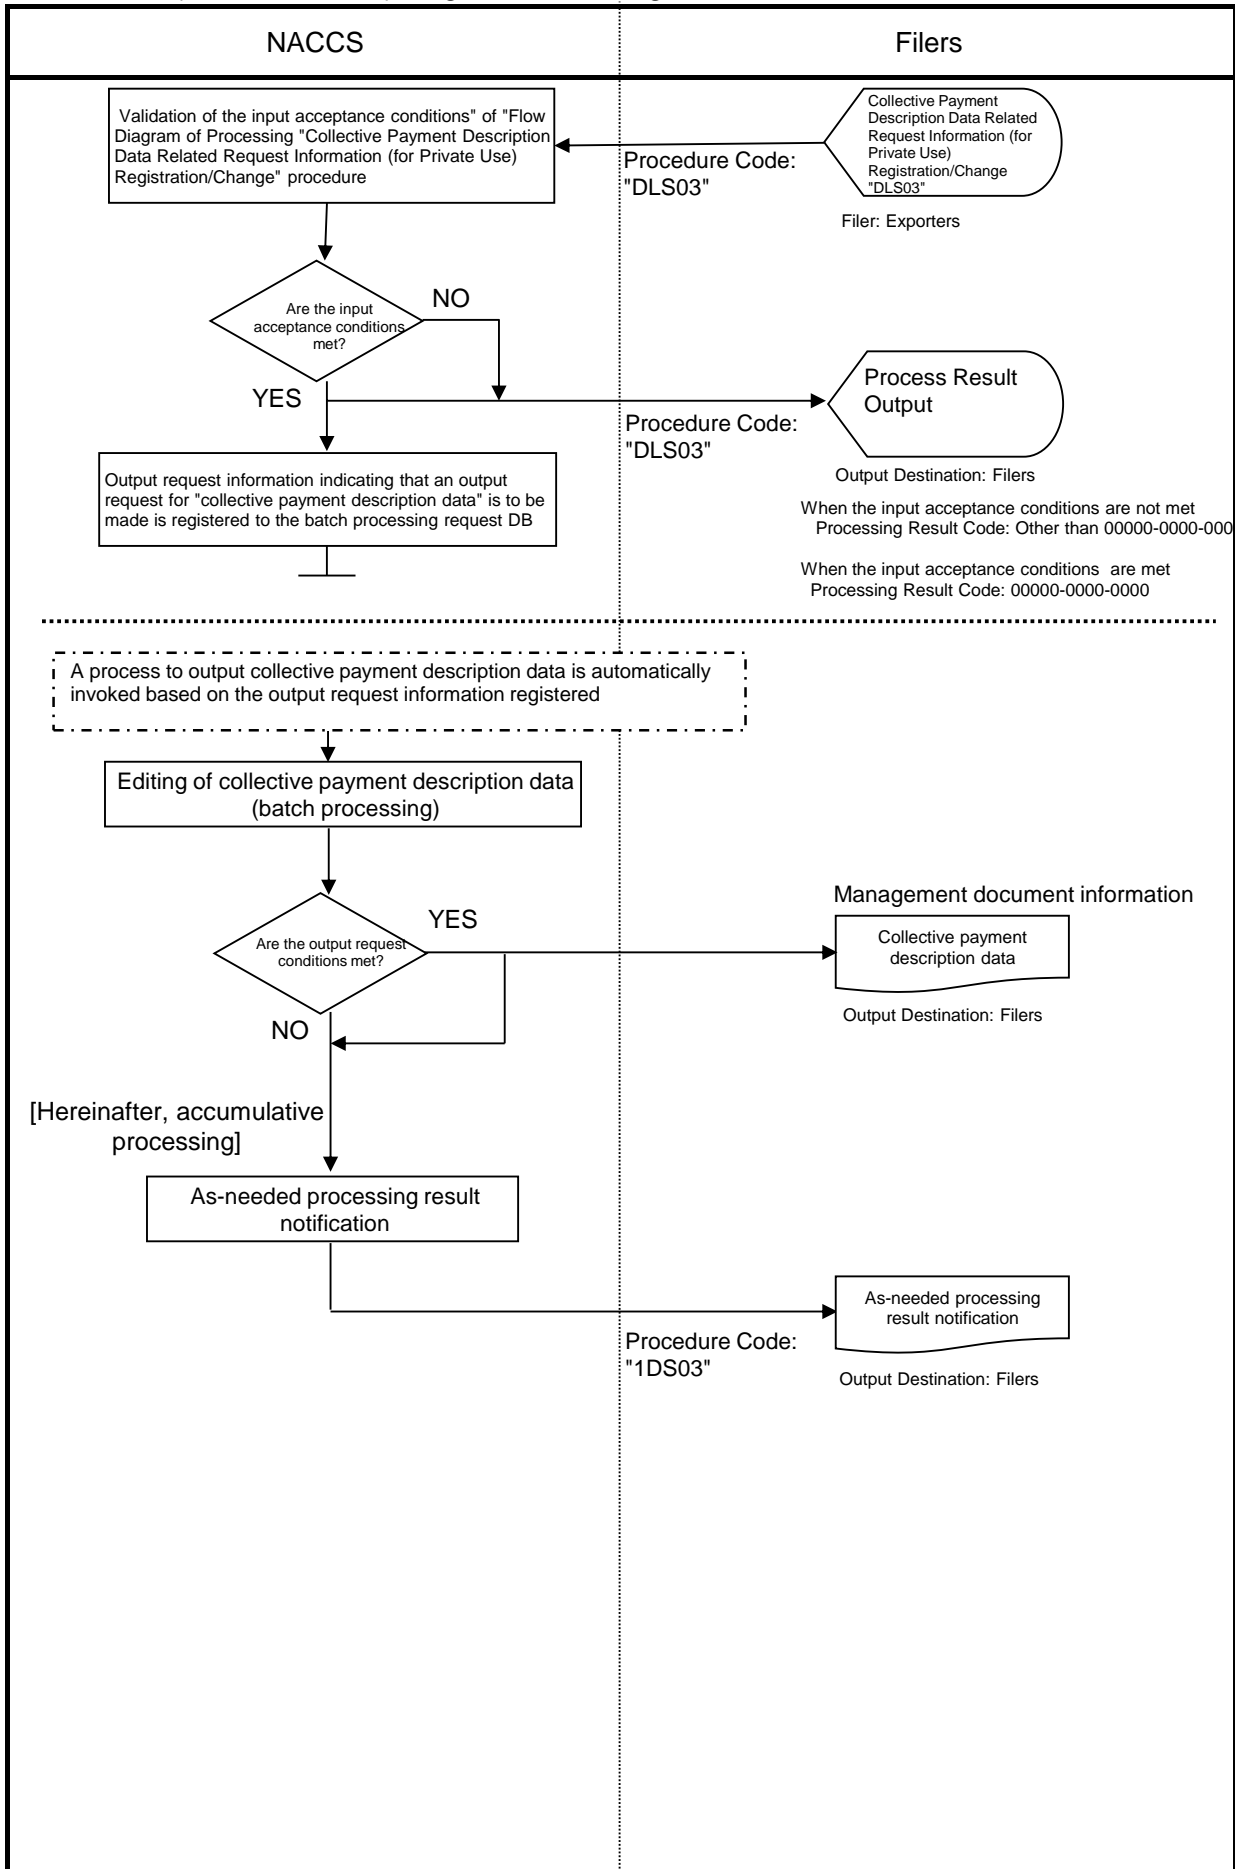 NACCS
Filers
Validation of the input acceptance conditions" of "Flow
Diagram of Processing "Collective Payment Description
Data Related Request Information (for Private Use)
Registration/Change" procedure
Collective Payment
Description Data Related
Request Information (for
Private Use)
Registration/Change
"DLS03"
Procedure Code:
"DLS03"
Filer: Exporters
Are the input
acceptance conditions
met?
NO
YES
Process Result
Output
Procedure Code:
"DLS03"
Output Destination: Filers
Output request information indicating that an output
request for "collective payment description data" is to be
made is registered to the batch processing request DB
When the input acceptance conditions are not met
Processing Result Code: Other than 00000-0000-000
When the input acceptance conditions are met
Processing Result Code: 00000-0000-0000
A process to output collective payment description data is automatically
invoked based on the output request information registered
Editing of collective payment description data
(batch processing)
Are the output request
conditions met?
YES
NO
Management document information
Collective payment
description data
Output Destination: Filers
[Hereinafter, accumulative
processing]
As-needed processing result
notification
As-needed processing
result notification
Procedure Code:
"1DS03"
Output Destination: Filers